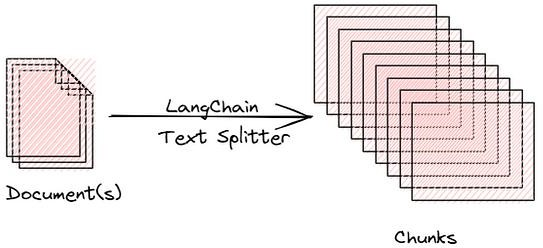 LangChain
Text Splitter
Document(s)
Chunks